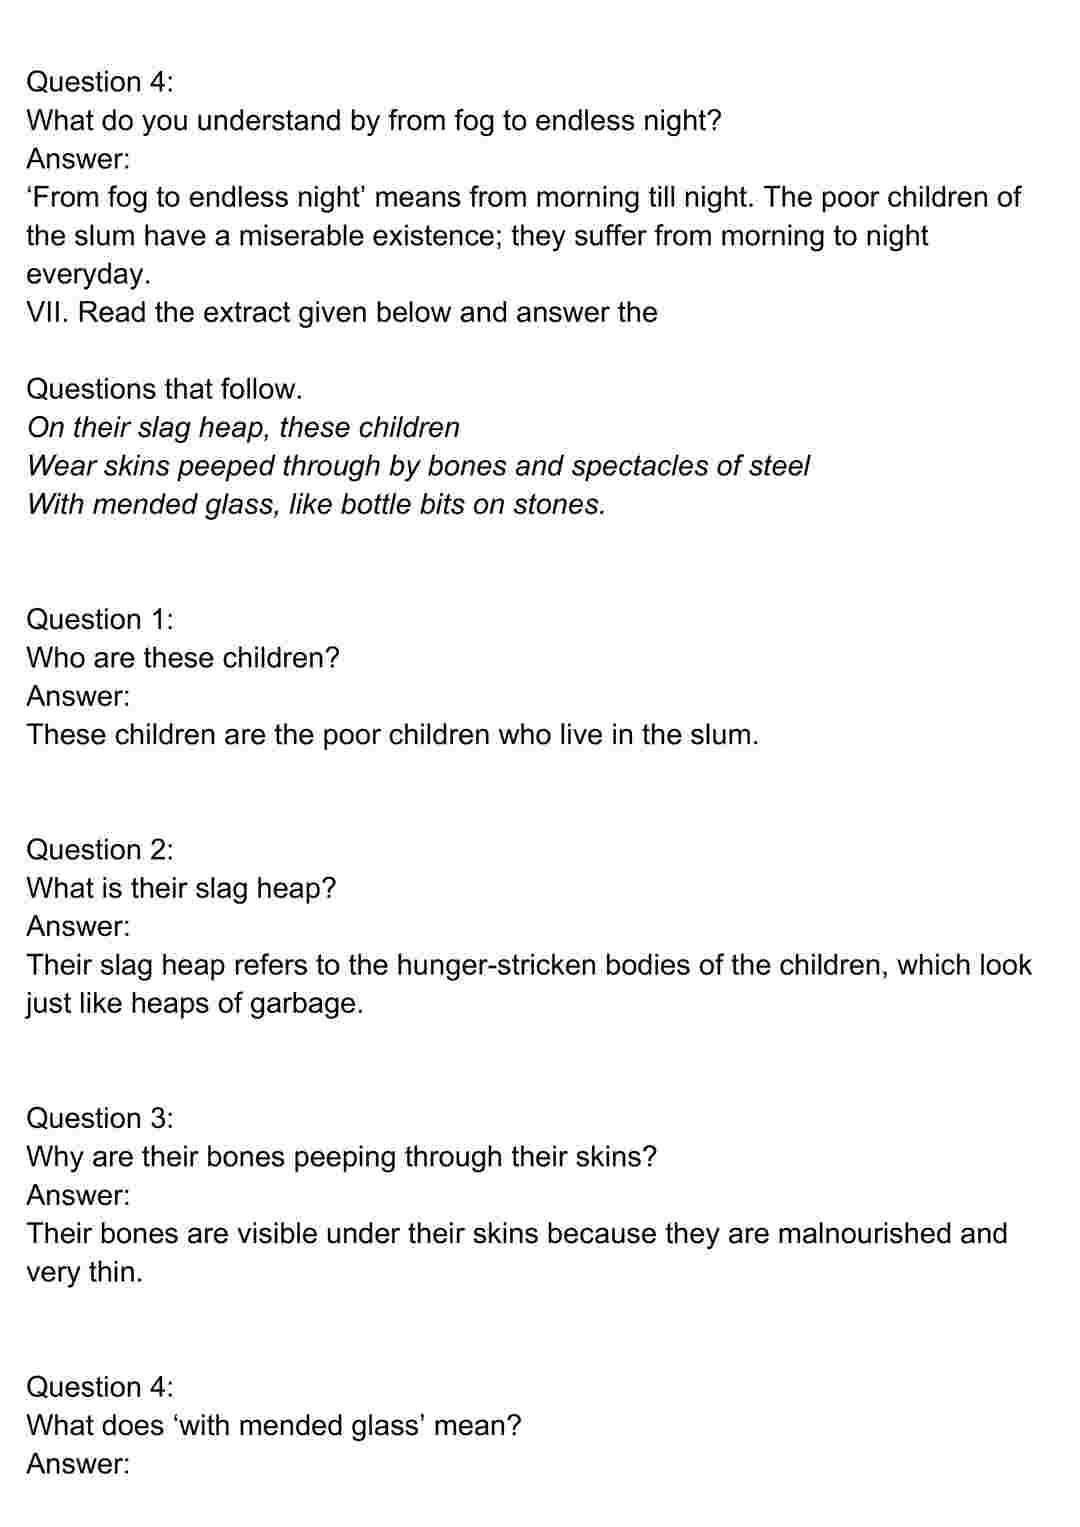 Question 4:
What do you understand by from fog to endless night?
Answer:
‘From fog to endless night’ means from morning till night. The poor children of
the slum have a miserable existence; they suffer from morning to night
everyday.
VII. Read the extract given below and answer the
Questions that follow.
On their slag heap, these children
Wear skins peeped through by bones and spectacles of steel
With mended glass, like bottle bits on stones.
Question 1:
Who are these children?
Answer:
These children are the poor children who live in the slum.
Question 2:
What is their slag heap?
Answer:
Their slag heap refers to the hunger-stricken bodies of the children, which look
just like heaps of garbage.
Question 3:
Why are their bones peeping through their skins?
Answer:
Their bones are visible under their skins because they are malnourished and
very thin.
Question 4:
What does ‘with mended glass’ mean?
Answer: